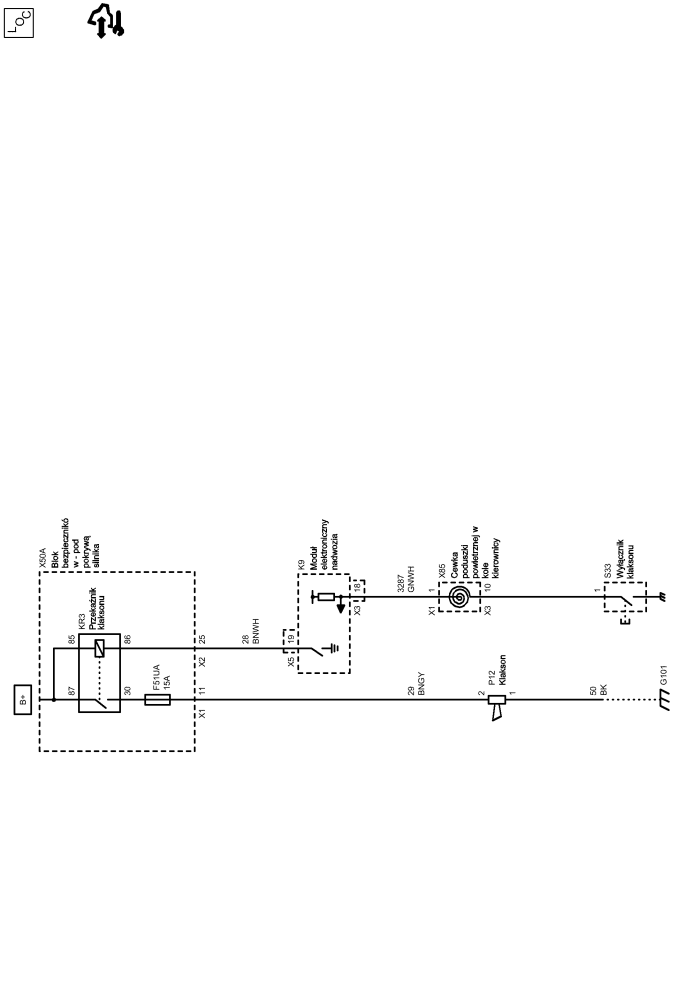 LOC
B+
X50A
Blok
bezpiecznikó
w - pod
pokrywą
silnika
KR3
Przekaźnik
klaksonu
85
86
87
30
F51UA
15A
25
X2
11
X1
28
BNWH
K9
Moduł
elektroniczny
nadwozia
X5
19
18
X3
3287
GNWH
29
BNGY
X85
Cewka
poduszki
powietrznej w
kole
kierownicy
X1
1
X3
10
P12
Klakson
2
1
50
BK
S33
Wyłącznik
klaksonu
1
G101